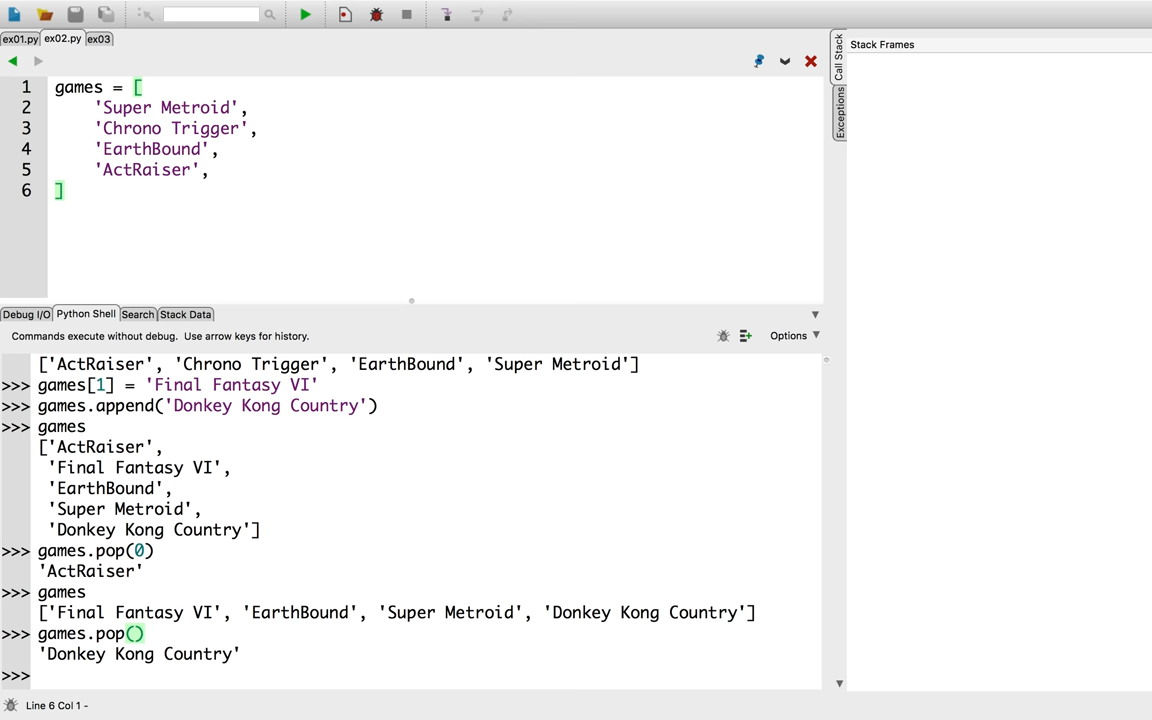 ex01.py ex02.py ex03
Call Stack
Exceptions
Stack Frames
1 games = [
2     'Super Metroid',
3     'Chrono Trigger',
4     'EarthBound',
5     'ActRaiser',
6 ]
Debug I/O Python Shell Search Stack Data
Commands execute without debug.  Use arrow keys for history.
Options
['ActRaiser', 'Chrono Trigger', 'EarthBound', 'Super Metroid']
>>> games[1] = 'Final Fantasy VI'
>>> games.append('Donkey Kong Country')
>>> games
['ActRaiser',
 'Final Fantasy VI',
 'EarthBound',
 'Super Metroid',
 'Donkey Kong Country']
>>> games.pop(0)
'ActRaiser'
>>> games
['Final Fantasy VI', 'EarthBound', 'Super Metroid', 'Donkey Kong Country']
>>> games.pop()
'Donkey Kong Country'
>>>
Line 6 Col 1 -